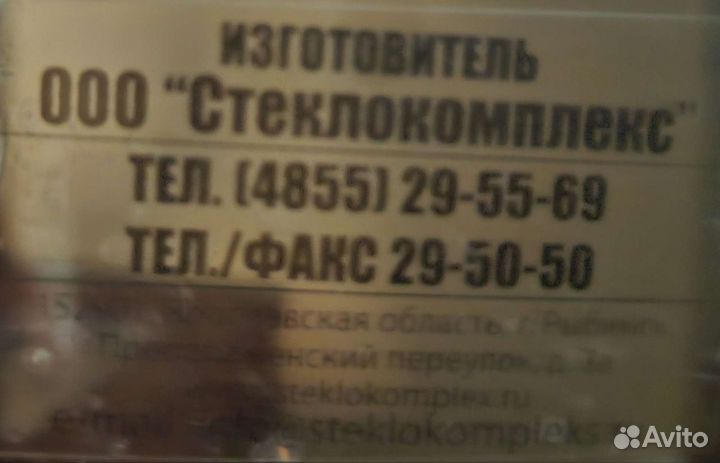 ИЗГОТОВИТЕЛЬ
ООО “Стеклокомплекс”
ТЕЛ. (4855) 29-55-69
ТЕЛ./ФАКС 29-50-50
область, г. Рыбинск
переулок, д.
steklokomplex.ru
e-mail
Avito